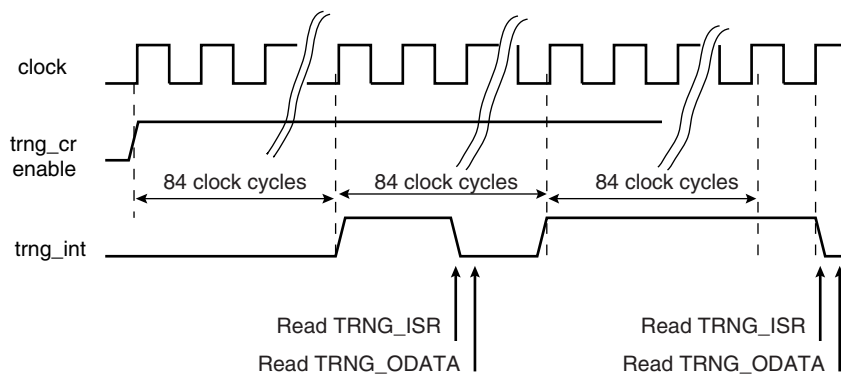 clock
trng_cr
enable
84 clock cycles
84 clock cycles
84 clock cycles
trng_int
Read TRNG_ISR
Read TRNG_ISR
Read TRNG_ODATA
Read TRNG_ODATA